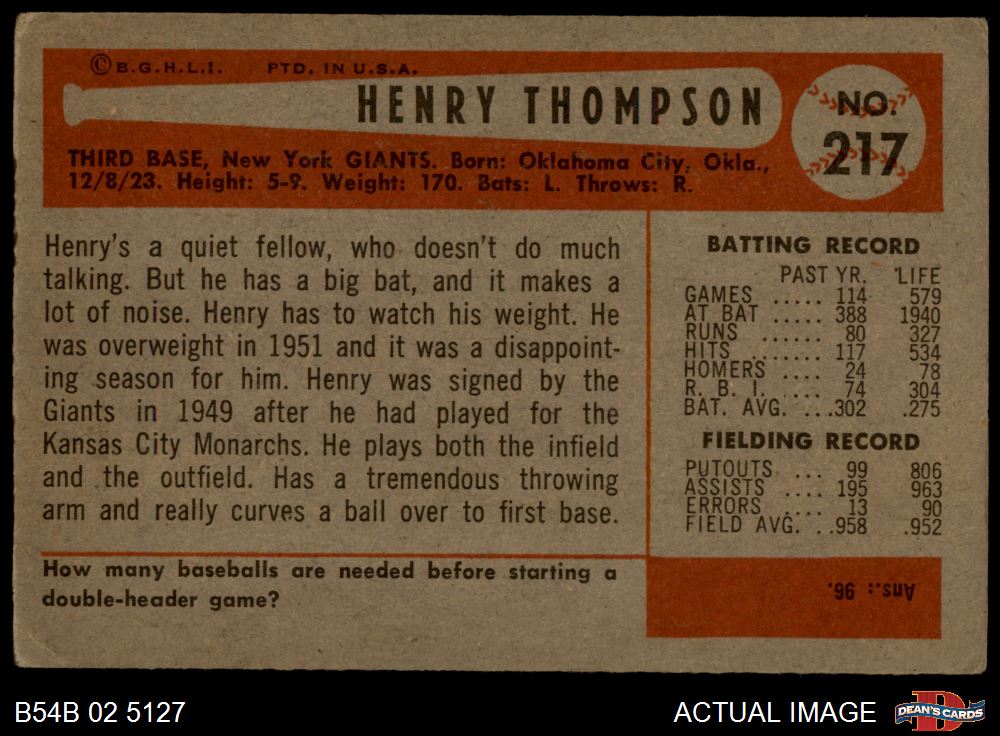 © B.G.H.L.I. PTD. IN U.S.A.
HENRY THOMPSON
NO.
217
THIRD BASE, New York GIANTS. Born: Oklahoma City, Okla.,
12/8/23. Height: 5-9. Weight: 170. Bats: L. Throws: R.
Henry's a quiet fellow, who doesn't do much
talking. But he has a big bat, and it makes a
lot of noise. Henry has to watch his weight. He
was overweight in 1951 and it was a disappoint-
ing season for him. Henry was signed by the
Giants in 1949 after he had played for the
Kansas City Monarchs. He plays both the infield
and the outfield. Has a tremendous throwing
arm and really curves a ball over to first base.
BATTING RECORD
PAST YR. LIFE
GAMES ..... 114 579
AT BAT ..... 388 1940
RUNS ...... 80 327
HITS ....... 117 534
HOMERS .... 24 78
R. B. I. .... 74 304
BAT. AVG. ...302 .275
FIELDING RECORD
PUTOUTS ... 99 806
ASSISTS .... 195 963
ERRORS .... 13 90
FIELD AVG. ..958 .952
How many baseballs are needed before starting a
double-header game?
Ans.: 96.
B54B 02 5127
ACTUAL IMAGE
DEAN'S CARDS